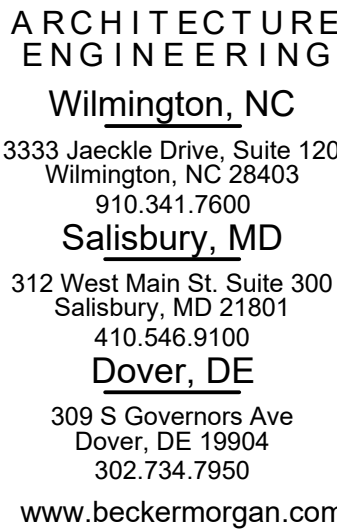 ARCHITECTURE
ENGINEERING
Wilmington, NC
3333 Jaeckle Drive, Suite 120
Wilmington, NC 28403
910.341.7600
Salisbury, MD
312 West Main St. Suite 300
Salisbury, MD 21801
410.546.9100
Dover, DE
309 S Governors Ave
Dover, DE 19904
302.734.7950
www.beckermorgan.com